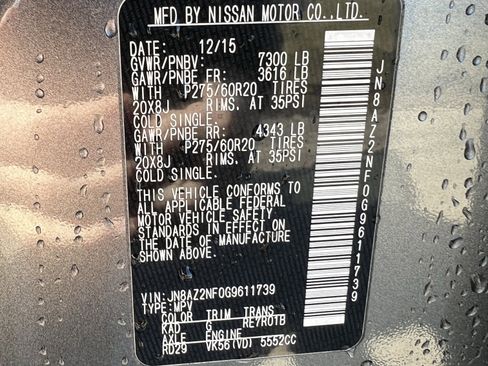 MFD BY NISSAN MOTOR CO.,LTD.
DATE: 12/15
GVWR/PNBV: 7300 LB
GAWR/PNBE FR: 3616 LB
WITH P275/60R20 TIRES
20X8J RIMS. AT 35PSI
COLD SINGLE.
GAWR/PNBE RR: 4343 LB
WITH P275/60R20 TIRES
20X8J RIMS. AT 35PSI
COLD SINGLE.
THIS VEHICLE CONFORMS TO
ALL APPLICABLE FEDERAL
MOTOR VEHICLE SAFETY
STANDARDS IN EFFECT ON
THE DATE OF MANUFACTURE
SHOWN ABOVE.
VIN: JN8AZ2NF0G9611739
TYPE: MPV
COLOR TRIM TRANS
KAD G RE7R01B
AXLE ENGINE
RD29 VK56(VD) 5552CC
JN8AZ2NF0G9611739